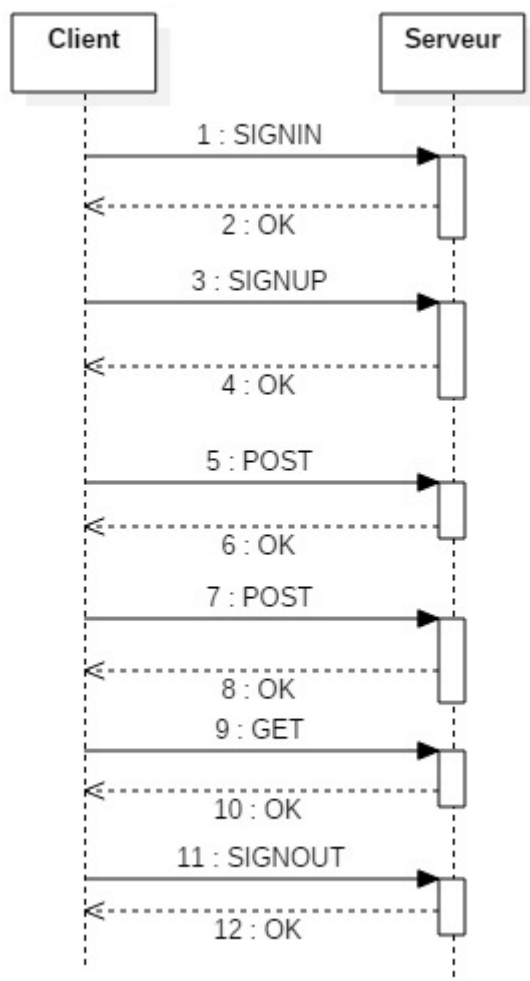 Client
Serveur
1 : SIGNIN
2 : OK
3 : SIGNUP
4 : OK
5 : POST
6 : OK
7 : POST
8 : OK
9 : GET
10 : OK
11 : SIGNOUT
12 : OK